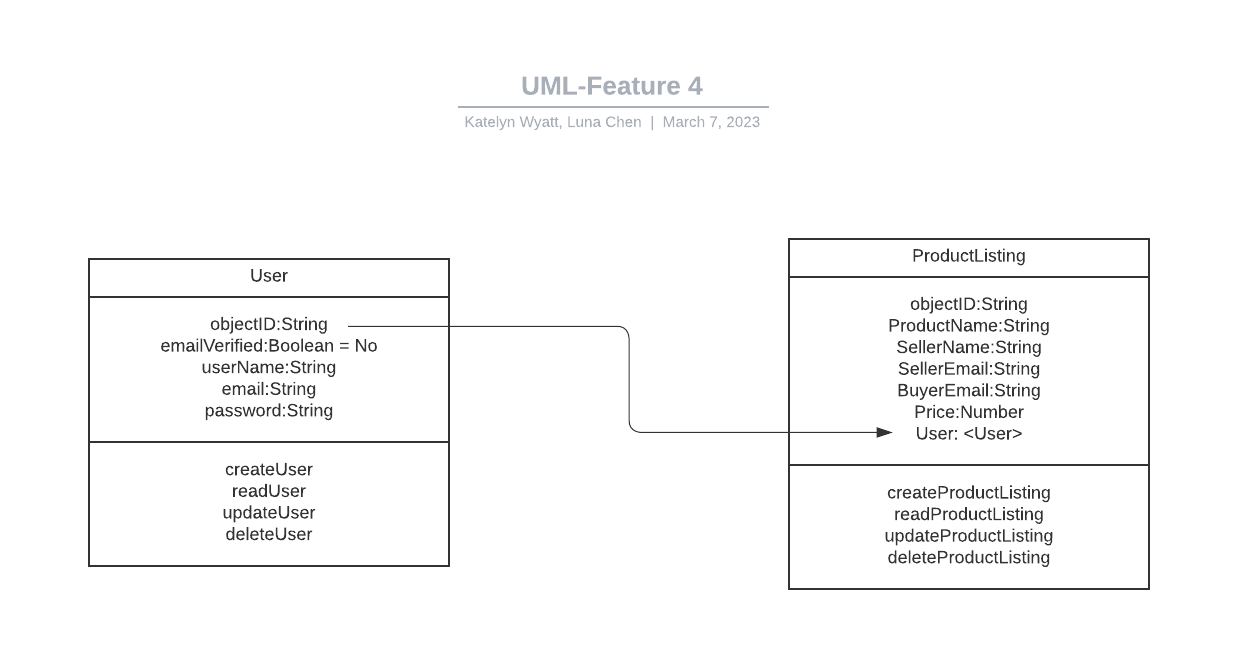 UML-Feature 4
Katelyn Wyatt, Luna Chen | March 7, 2023
User
objectID:String
emailVerified:Boolean = No
userName:String
email:String
password:String
createUser
readUser
updateUser
deleteUser
ProductListing
objectID:String
ProductName:String
SellerName:String
SellerEmail:String
BuyerEmail:String
Price:Number
User: <User>
createProductListing
readProductListing
updateProductListing
deleteProductListing